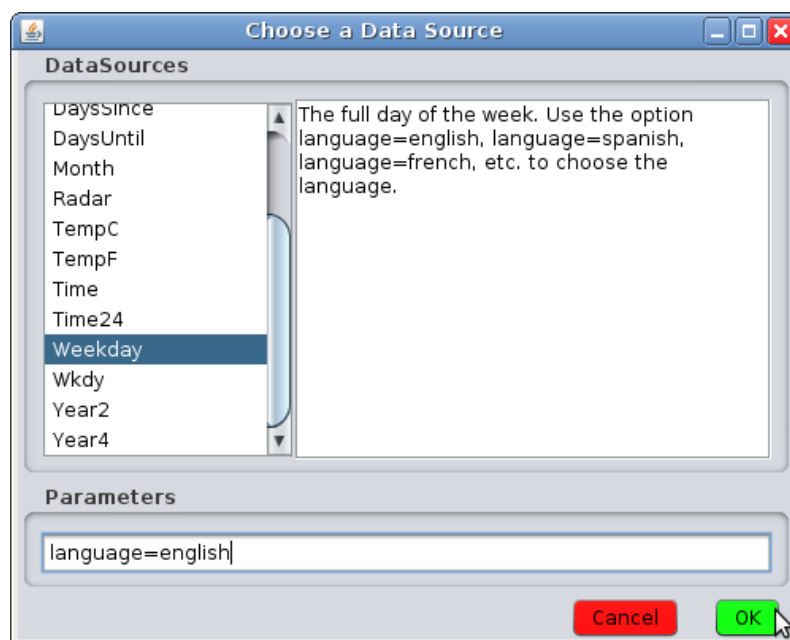 Choose a Data Source
DataSources
DaysSince
DaysUntil
Month
Radar
TempC
TempF
Time
Time24
Weekday
Wkdy
Year2
Year4
The full day of the week. Use the option
language=english, language=spanish,
language=french, etc. to choose the
language.
Parameters
language=english
Cancel
OK